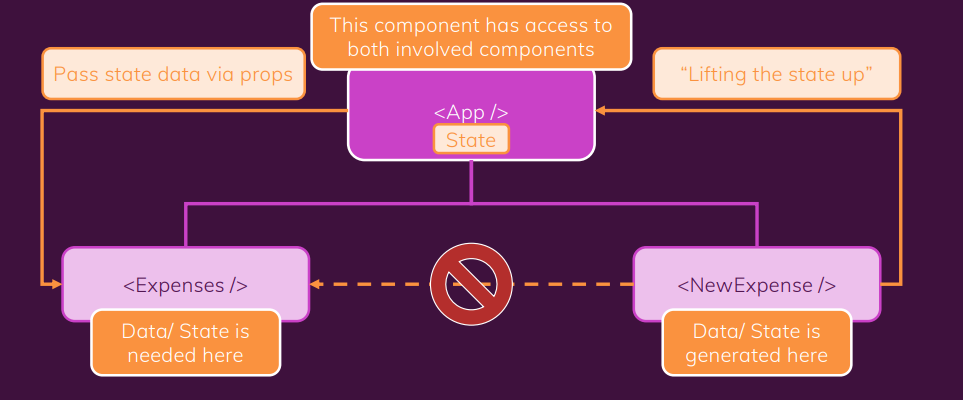 This component has access to
both involved components
Pass state data via props
“Lifting the state up”
<App />
State
<Expenses />
<NewExpense />
Data/ State is
needed here
Data/ State is
generated here